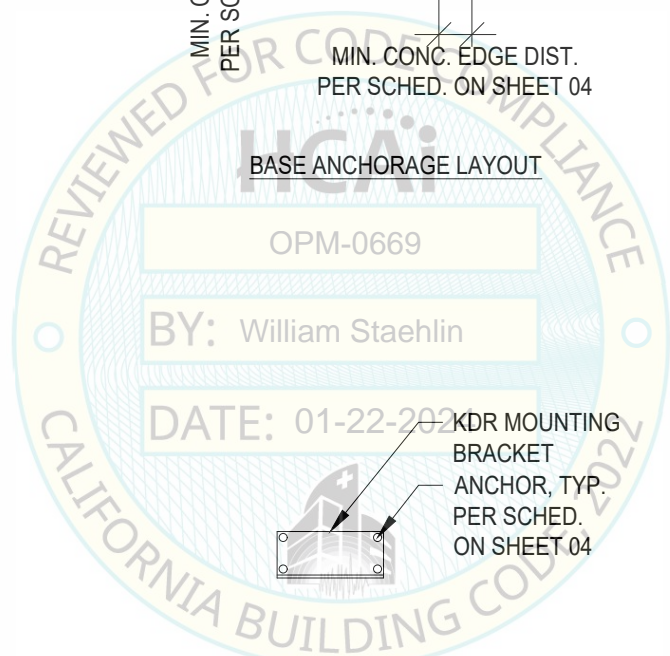 MIN. C
PER SC
MIN. CONC. EDGE DIST.
PER SCHED. ON SHEET 04
REVIEWED FOR CODE COMPLIANCE
HCAi
BASE ANCHORAGE LAYOUT
OPM-0669
BY: William Staehlin
DATE: 01-22-2024
KDR MOUNTING
BRACKET
ANCHOR, TYP.
PER SCHED.
ON SHEET 04
CALIFORNIA BUILDING CODE, 2022